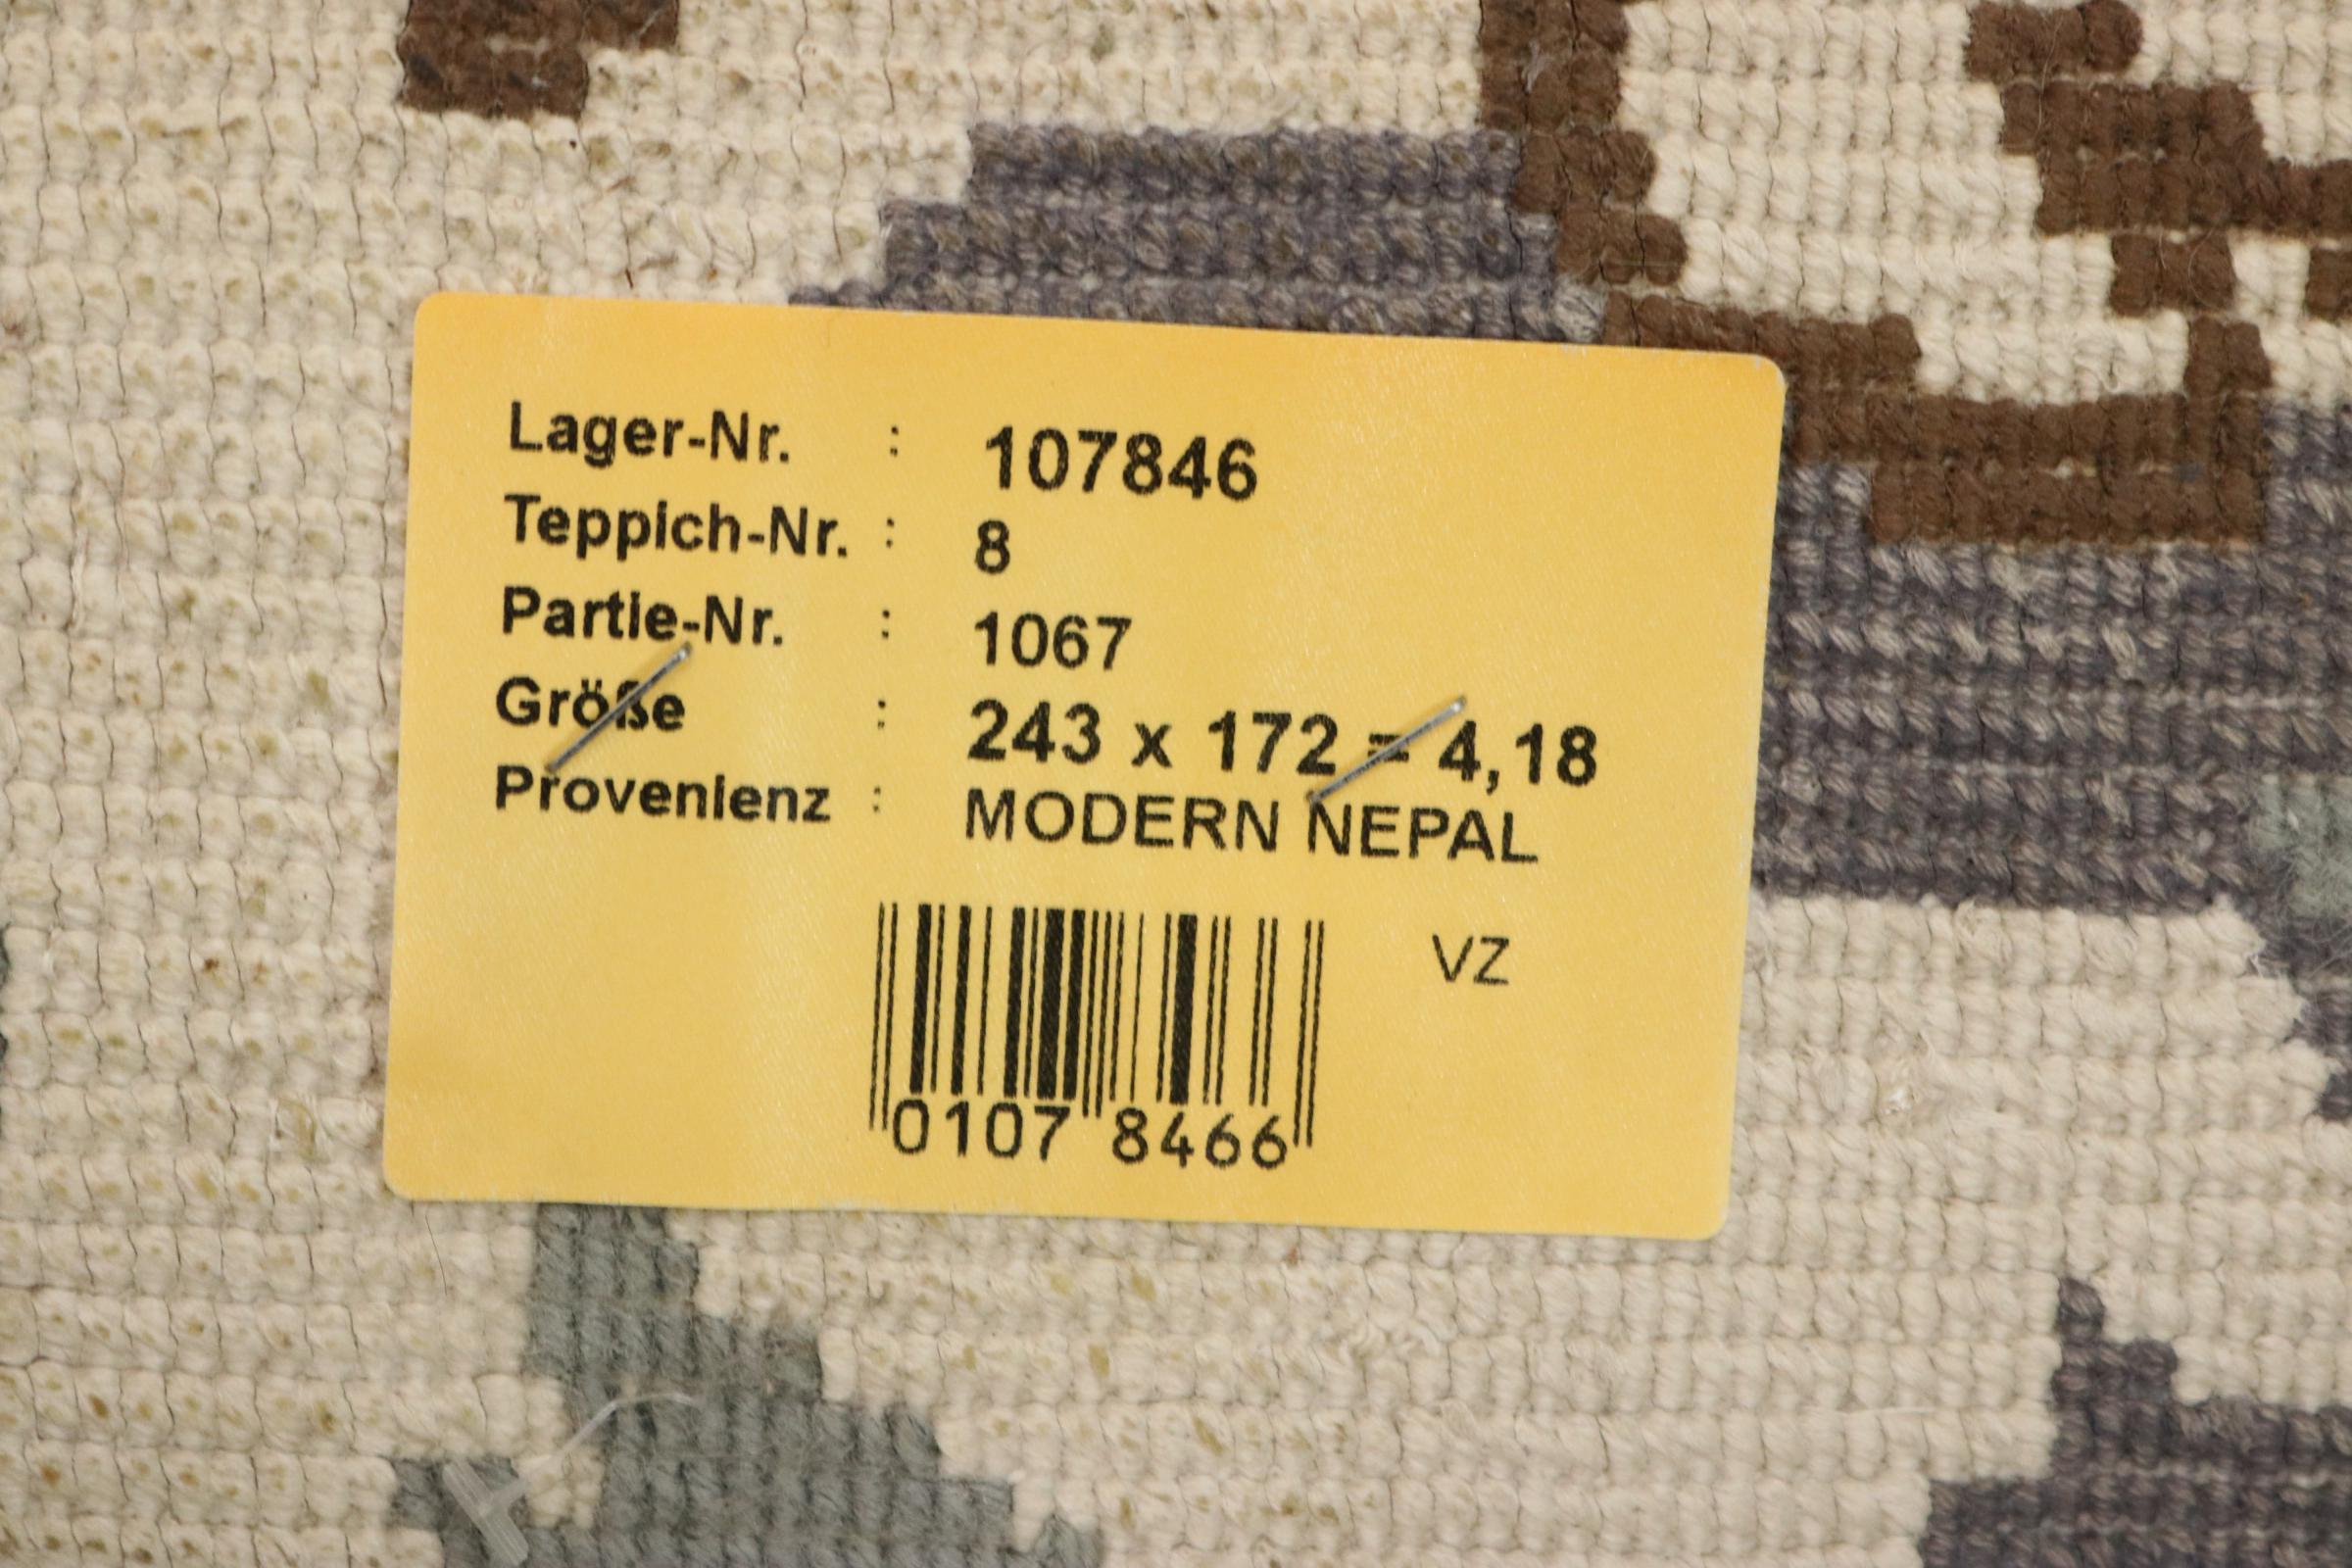 Lager-Nr. : 107846
Teppich-Nr. : 8
Partie-Nr. : 1067
Größe : 243 x 172 = 4,18
Provenienz : MODERN NEPAL
VZ
0107 8466